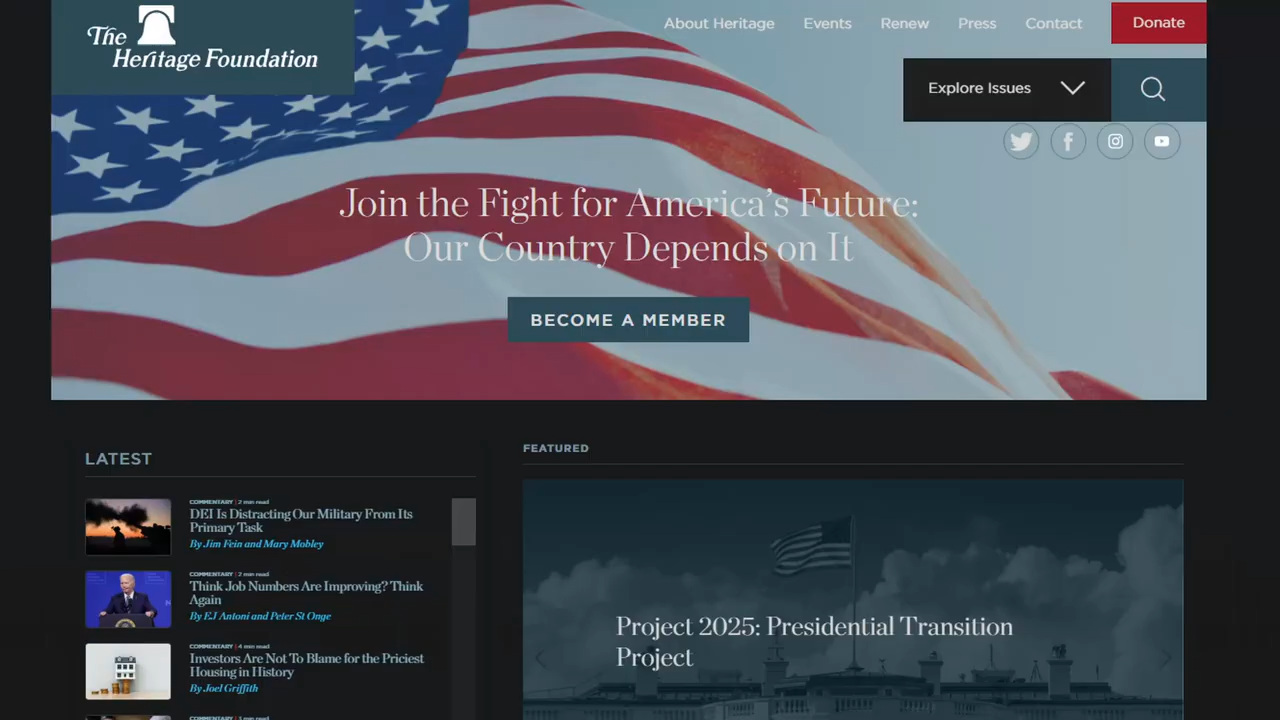 The
Heritage Foundation
About Heritage
Events
Renew
Press
Contact
Donate
Explore Issues
Join the Fight for America's Future:
Our Country Depends on It
BECOME A MEMBER
LATEST
COMMENTARY | 2 min read
DEI Is Distracting Our Military From Its
Primary Task
By Jim Fein and Mary Mobley
COMMENTARY | 2 min read
Think Job Numbers Are Improving? Think
Again
By EJ Antoni and Peter St Onge
COMMENTARY | 4 min read
Investors Are Not To Blame for the Priciest
Housing in History
By Joel Griffith
COMMENTARY | 3 min read
FEATURED
Project 2025: Presidential Transition
Project